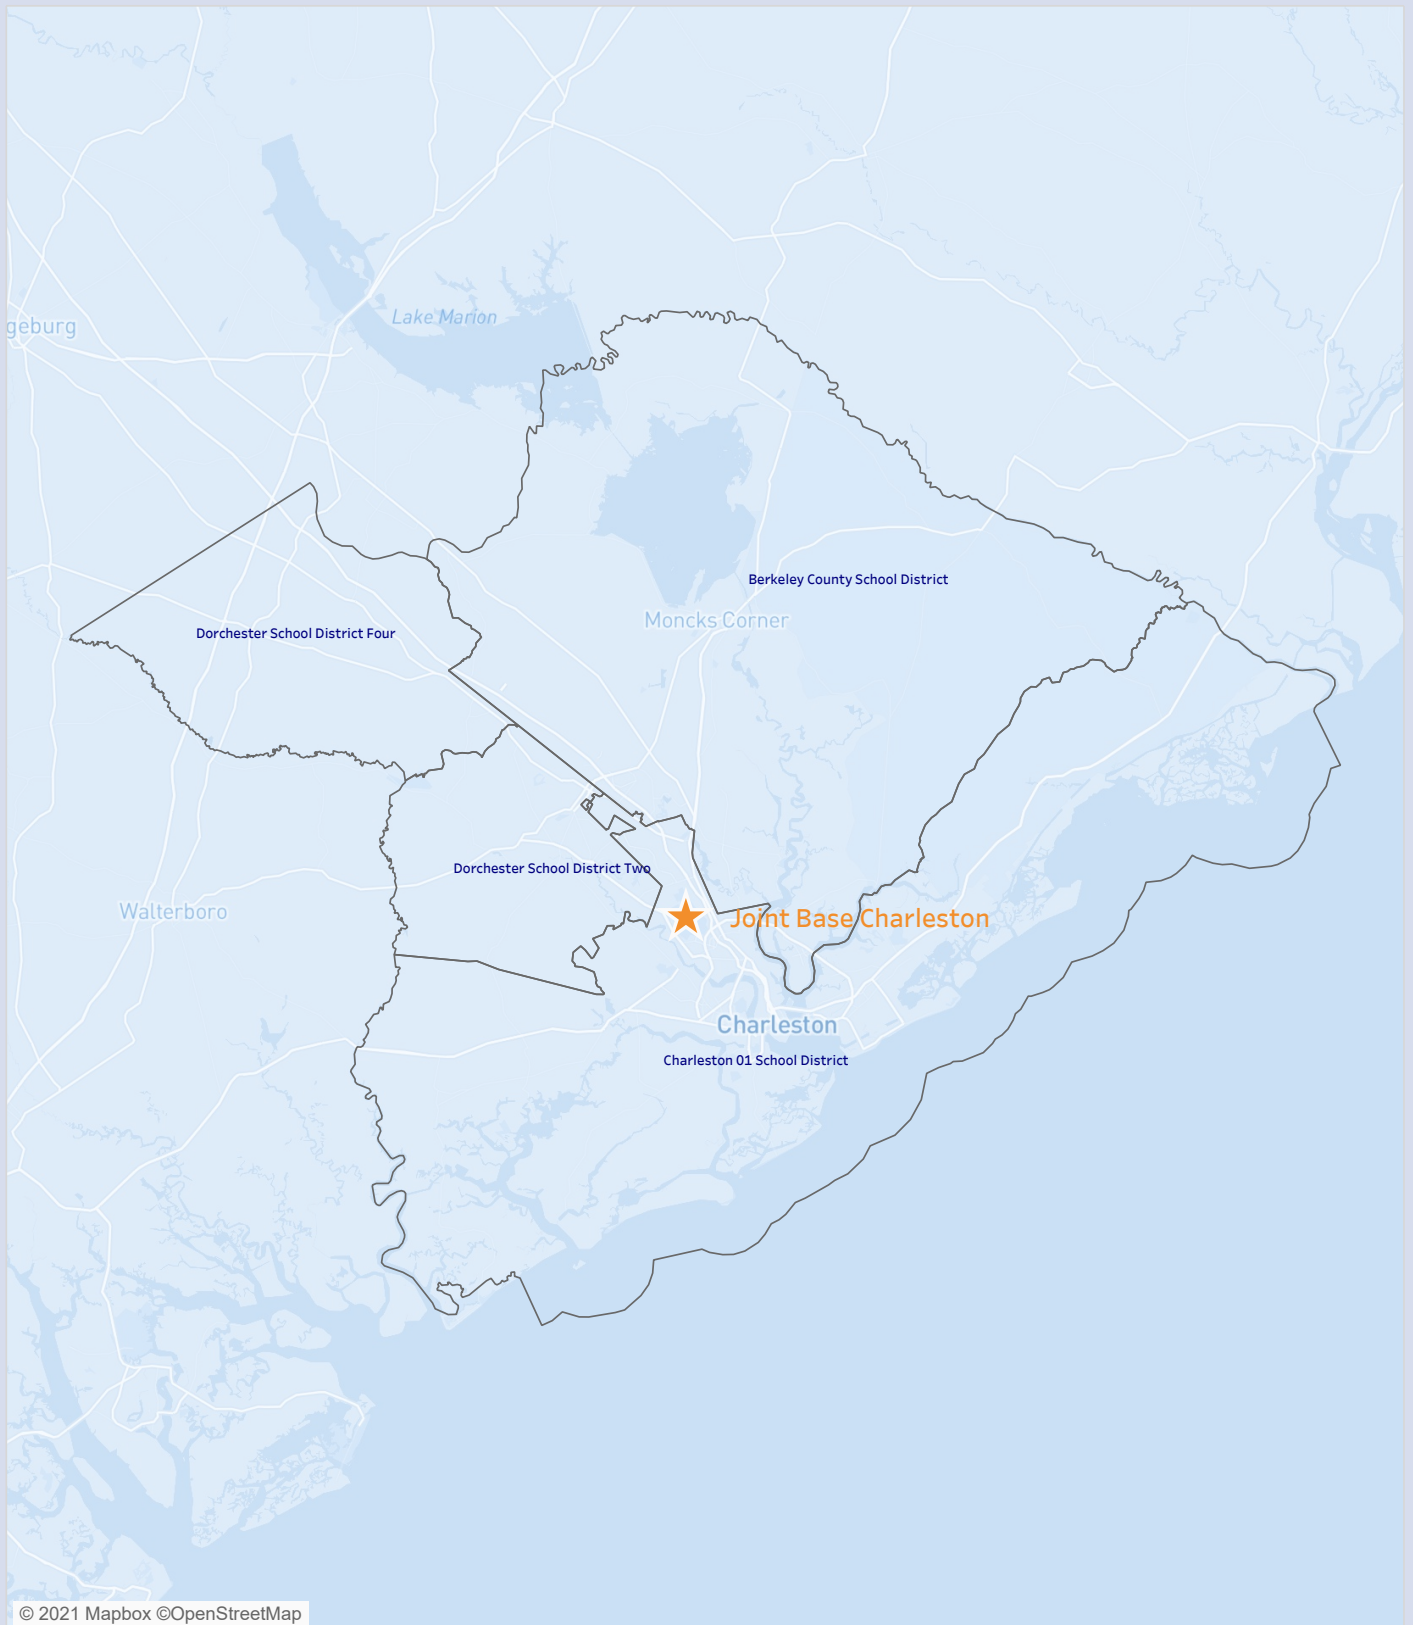 Lake Marion
geburg
Berkeley County School District
Moncks Corner
Dorchester School District Four
Dorchester School District Two
Walterboro
Joint Base Charleston
Charleston
Charleston 01 School District
© 2021 Mapbox ©OpenStreetMap